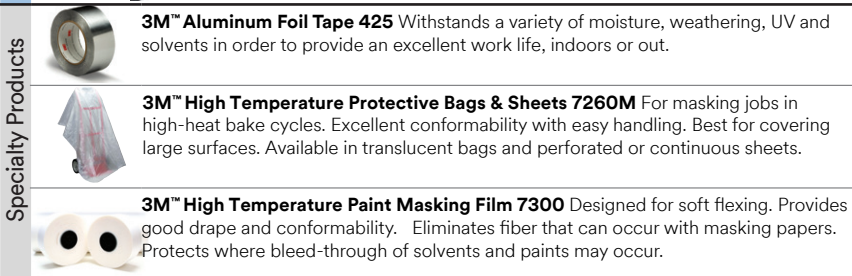 Specialty Products
3M™ Aluminum Foil Tape 425 Withstands a variety of moisture, weathering, UV and
solvents in order to provide an excellent work life, indoors or out.
3M™ High Temperature Protective Bags & Sheets 7260M For masking jobs in
high-heat bake cycles. Excellent conformability with easy handling. Best for covering
large surfaces. Available in translucent bags and perforated or continuous sheets.
3M™ High Temperature Paint Masking Film 7300 Designed for soft flexing. Provides
good drape and conformability.   Eliminates fiber that can occur with masking papers.
Protects where bleed-through of solvents and paints may occur.